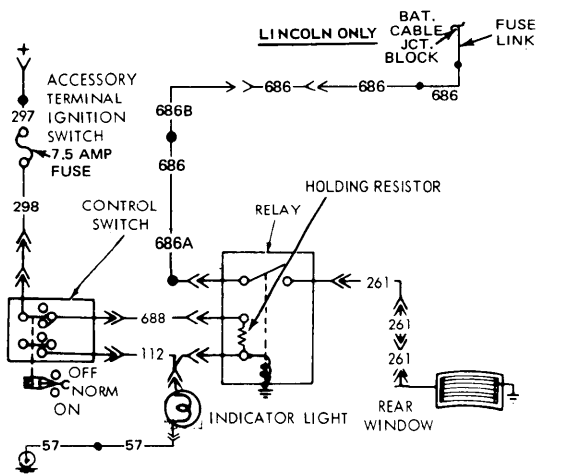 LINCOLN ONLY
BAT.
CABLE
JCT.
BLOCK
FUSE
LINK
+
ACCESSORY
TERMINAL
IGNITION
SWITCH
297
7.5 AMP
FUSE
298
CONTROL
SWITCH
686B
686
686
686
686
686A
RELAY
HOLDING RESISTOR
261
261
261
688
112
OFF
NORM
ON
INDICATOR LIGHT
REAR
WINDOW
57
57